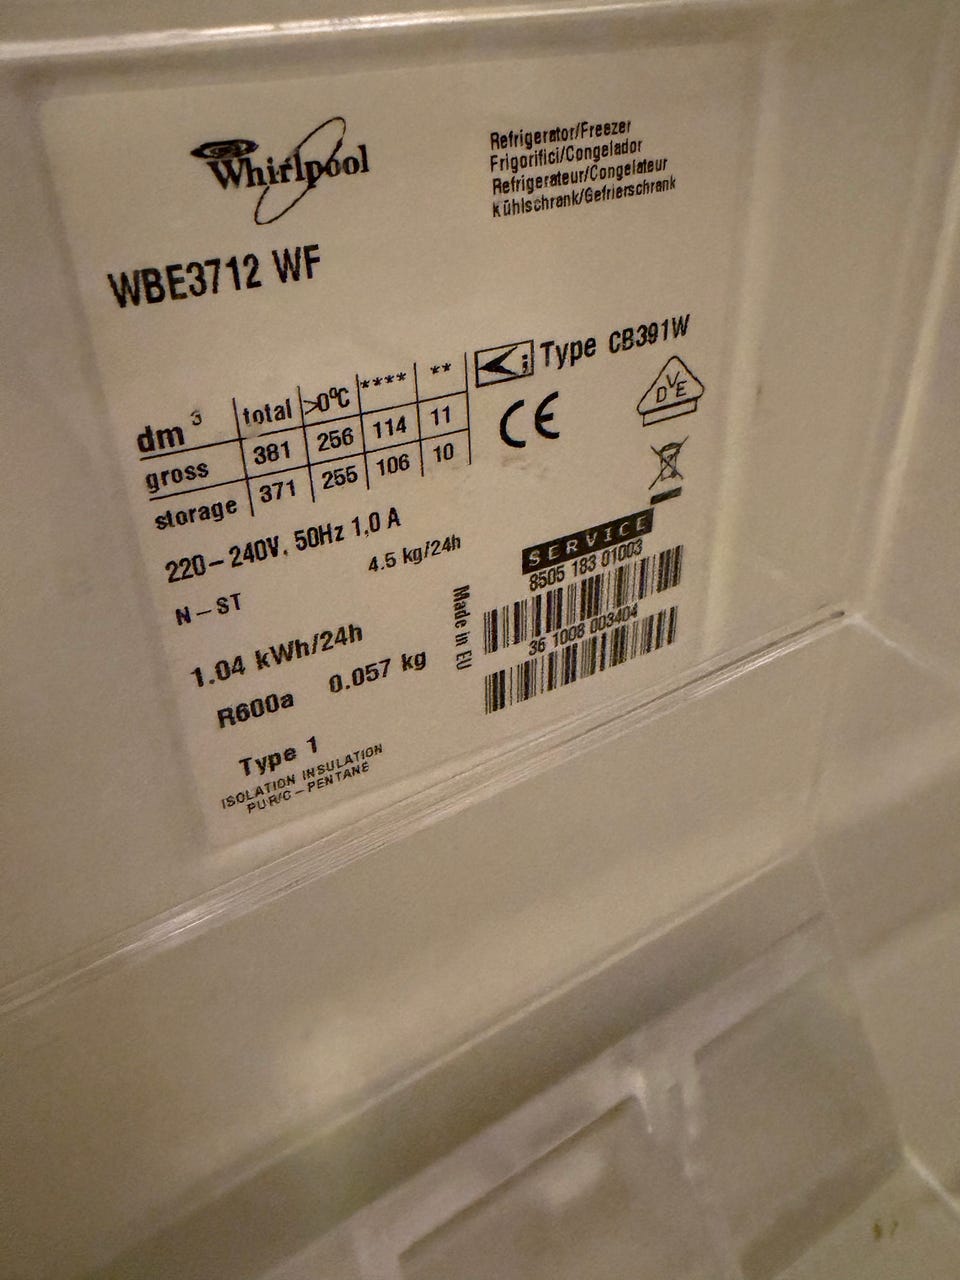 Whirlpool
Refrigerator/Freezer
Frigorifici/Congelador
Refrigerateur/Congelateur
Kühlschrank/Gefrierschrank
WBE3712 WF
Type CB391W
dm³ total >0°C **** **
gross 381 256 114 11
storage 371 255 106 10
CE
DVE
220–240V. 50Hz 1,0 A
4.5 kg/24h
N–ST
SERVICE
8505 183 01003
36 1008 003404
Made in EU
1.04 kWh/24h
R600a 0.057 kg
Type 1
ISOLATION INSULATION
PUR/C–PENTANE